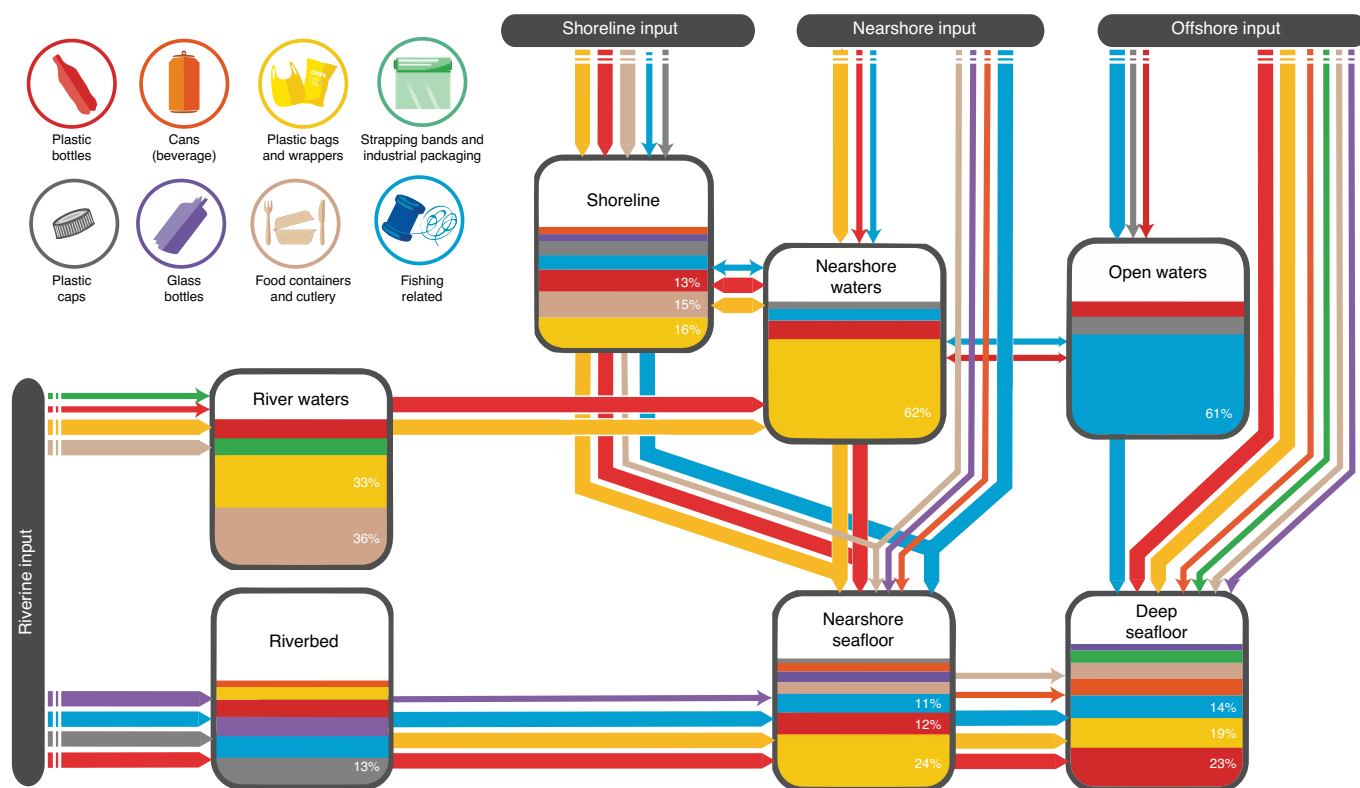 Shoreline input
Nearshore input
Offshore input
CHIPS
Plastic
bottles
Cans
(beverage)
Plastic bags
and wrappers
Strapping bands and
industrial packaging
Plastic
caps
Glass
bottles
Food containers
and cutlery
Fishing
related
Shoreline
13%
15%
16%
Nearshore
waters
62%
Open waters
61%
Riverine input
River waters
33%
36%
Riverbed
13%
Nearshore
seafloor
11%
12%
24%
Deep
seafloor
14%
19%
23%